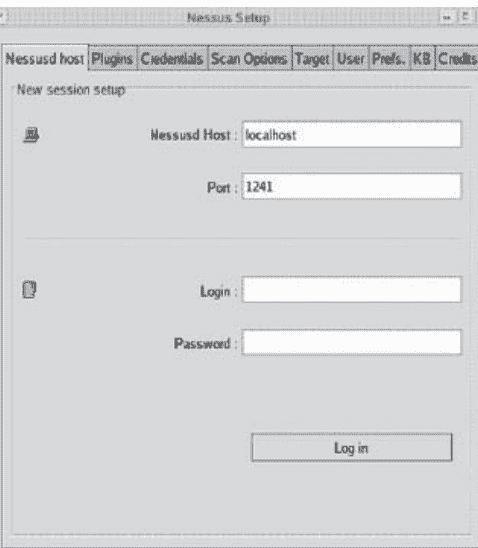 Nessus Setup
Nessusd host Plugins Credentials Scan Options Target User Prefs. KB Credits
New session setup
Nessusd Host : localhost
Port : 1241
Login :
Password :
Log in